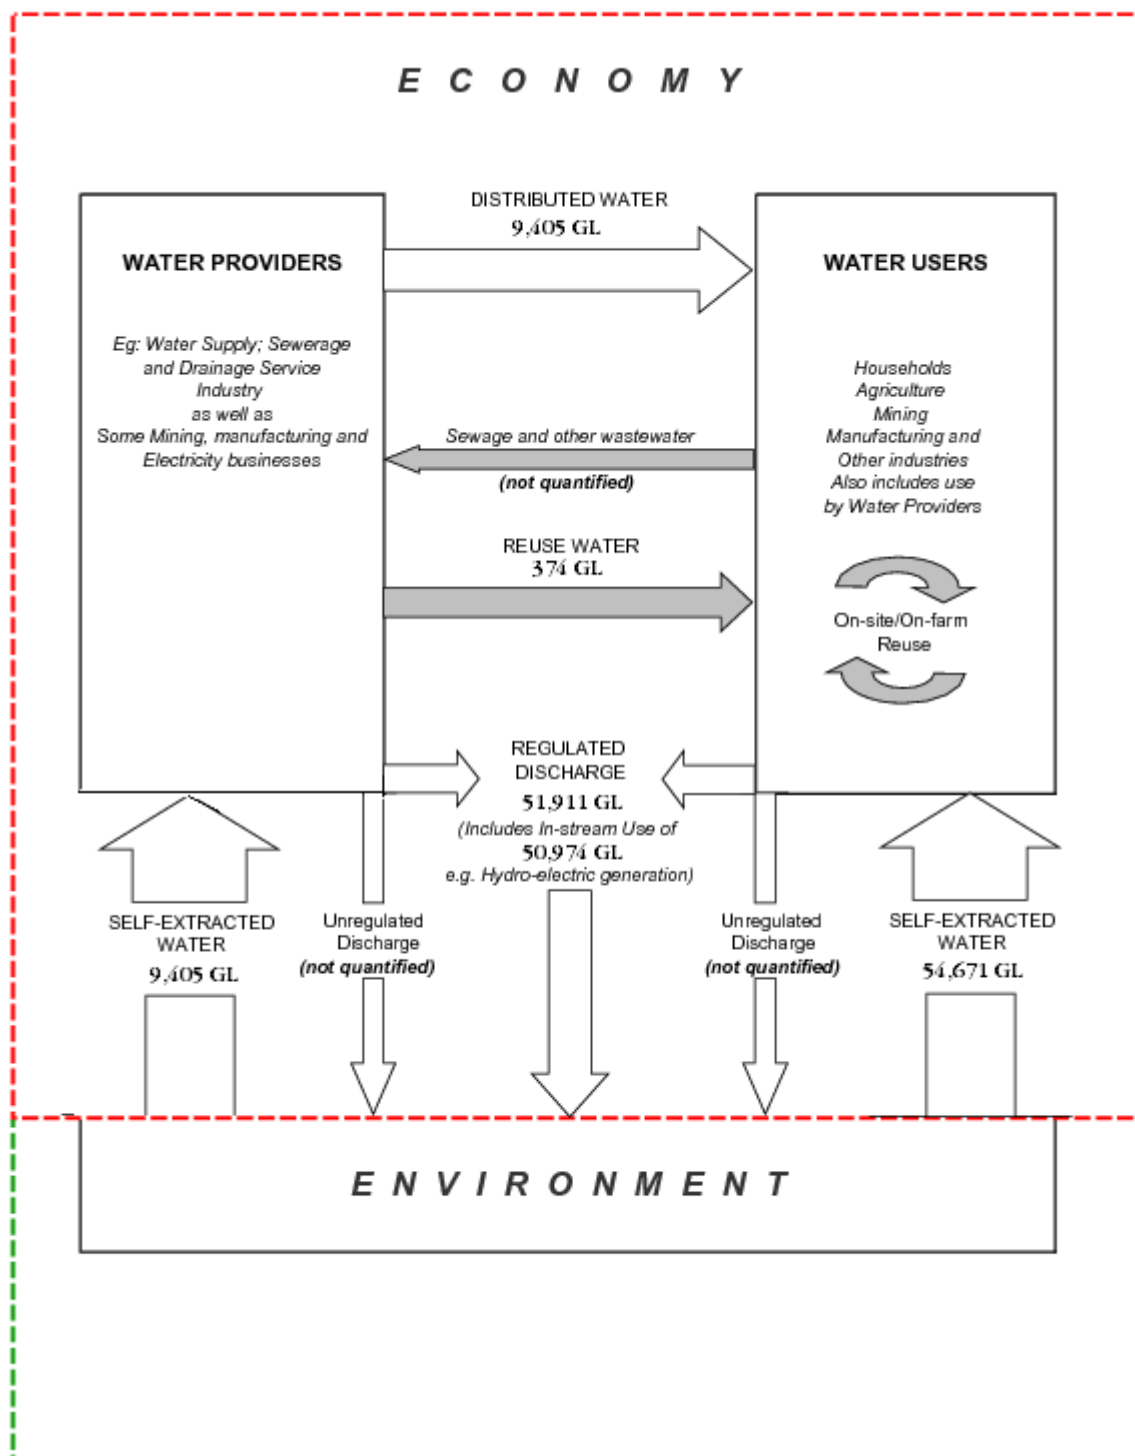 E C O N O M Y
DISTRIBUTED WATER
9,405 GL
WATER PROVIDERS
Eg: Water Supply; Sewerage
and Drainage Service
Industry
as well as
Some Mining, manufacturing and
Electricity businesses
WATER USERS
Households
Agriculture
Mining
Manufacturing and
Other industries
Also includes use
by Water Providers
Sewage and other wastewater
(not quantified)
REUSE WATER
374 GL
On-site/On-farm
Reuse
REGULATED
DISCHARGE
51,911 GL
(Includes In-stream Use of
50,974 GL
e.g. Hydro-electric generation)
SELF-EXTRACTED
WATER
9,405 GL
Unregulated
Discharge
(not quantified)
Unregulated
Discharge
(not quantified)
SELF-EXTRACTED
WATER
54,671 GL
E N V I R O N M E N T